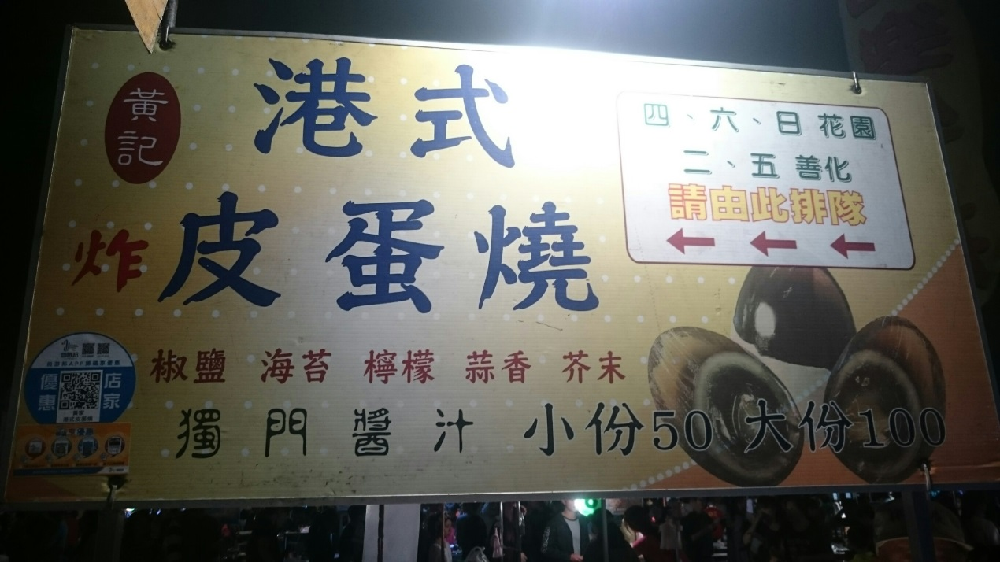 黃記
港式
炸皮蛋燒
四、六、日 花園
二、五 善化
請由此排隊
椒鹽 海苔 檸檬 蒜香 芥末
獨門醬汁 小份50 大份100
優惠店家